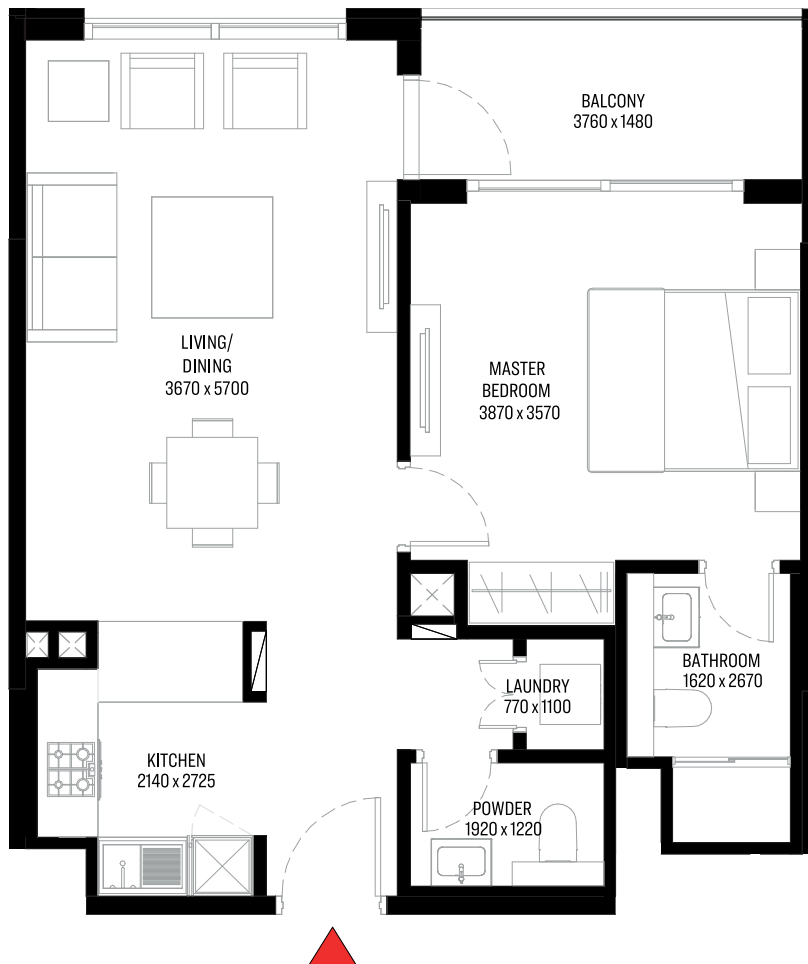 BALCONY
3760 x 1480
LIVING/
DINING
3670 x 5700
MASTER
BEDROOM
3870 x 3570
BATHROOM
1620 x 2670
LAUNDRY
770 x 1100
KITCHEN
2140 x 2725
POWDER
1920 x 1220